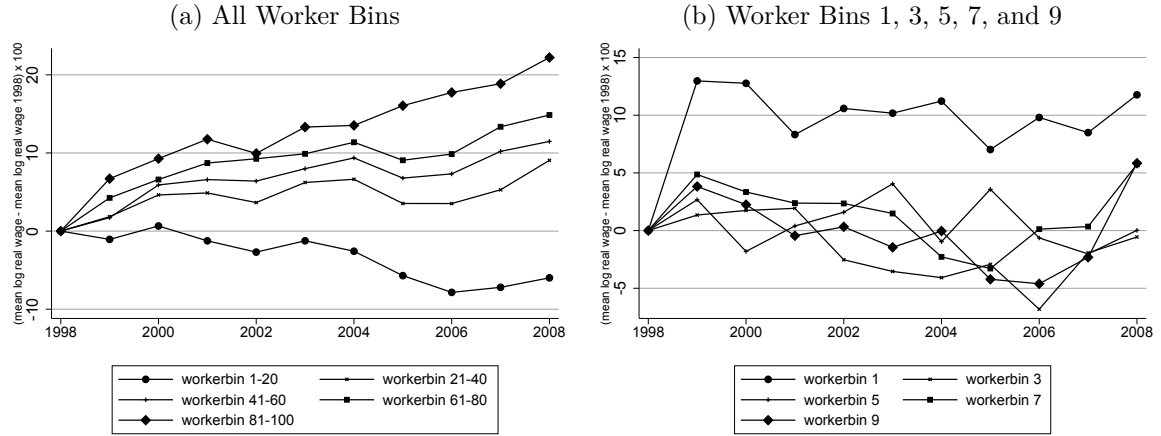 (a) All Worker Bins
(mean log real wage - mean log real wage 1998) x 100
20
10
0
-10
1998 2000 2002 2004 2006 2008
workerbin 1-20 workerbin 21-40
workerbin 41-60 workerbin 61-80
workerbin 81-100
(b) Worker Bins 1, 3, 5, 7, and 9
(mean log real wage - mean log real wage 1998) x 100
15
10
5
0
-5
1998 2000 2002 2004 2006 2008
workerbin 1 workerbin 3
workerbin 5 workerbin 7
workerbin 9